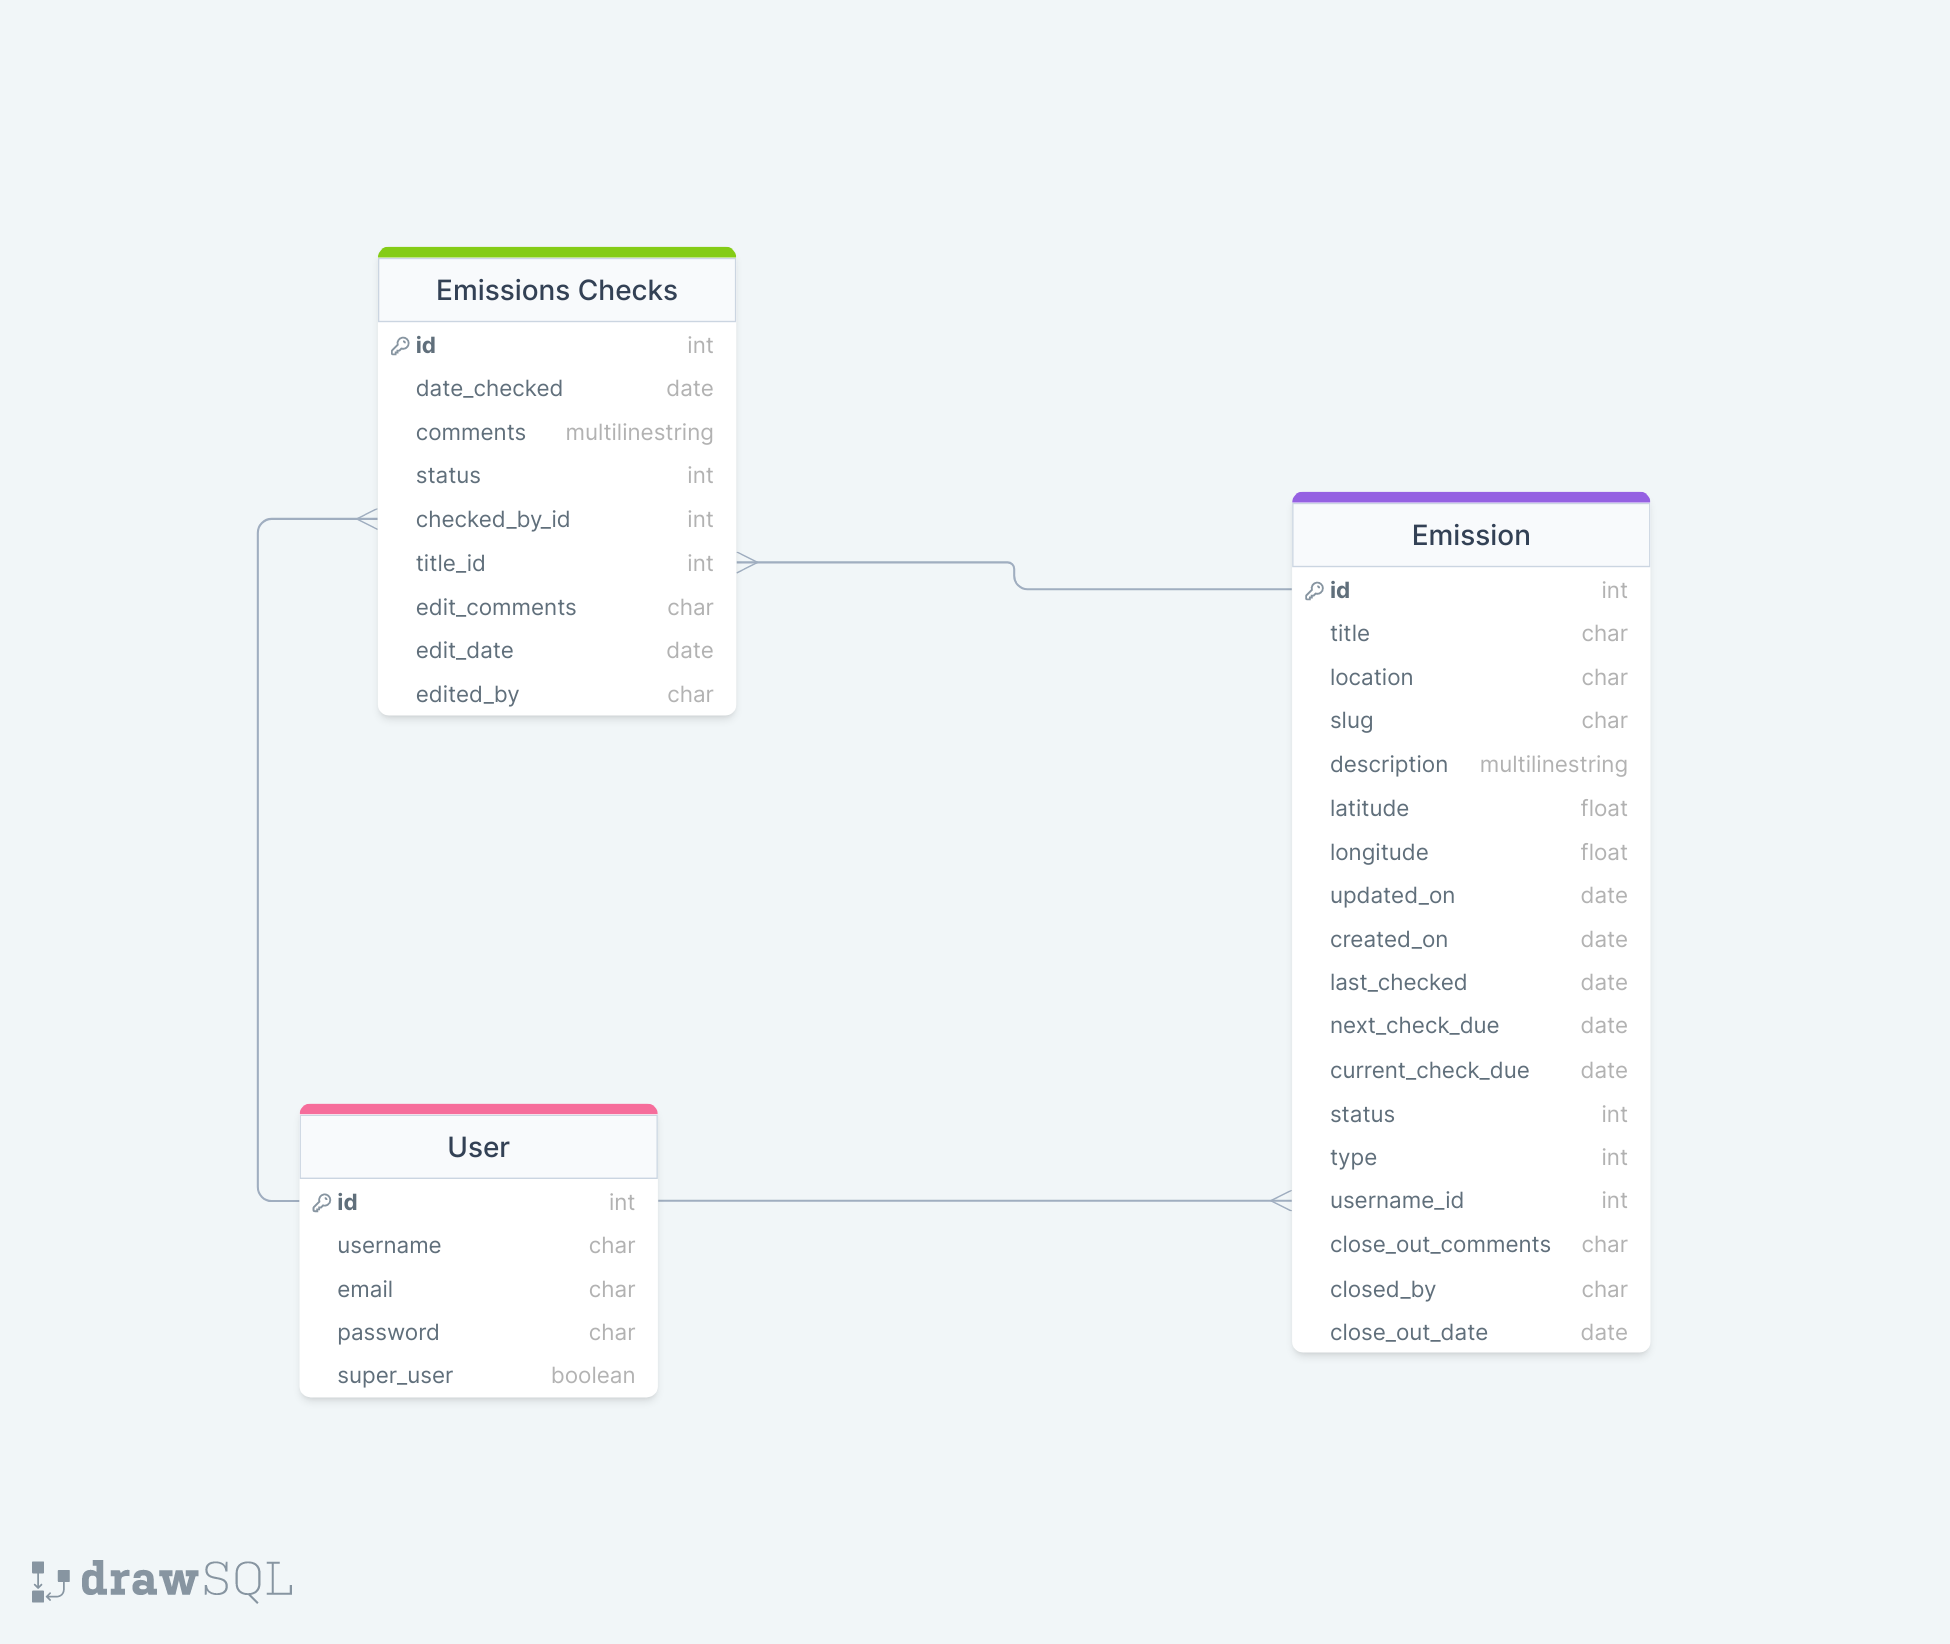 Emissions Checks
id int
date_checked date
comments multilinestring
status int
checked_by_id int
title_id int
edit_comments char
edit_date date
edited_by char
Emission
id int
title char
location char
slug char
description multilinestring
latitude float
longitude float
updated_on date
created_on date
last_checked date
next_check_due date
current_check_due date
status int
type int
username_id int
close_out_comments char
closed_by char
close_out_date date
User
id int
username char
email char
password char
super_user boolean
drawSQL